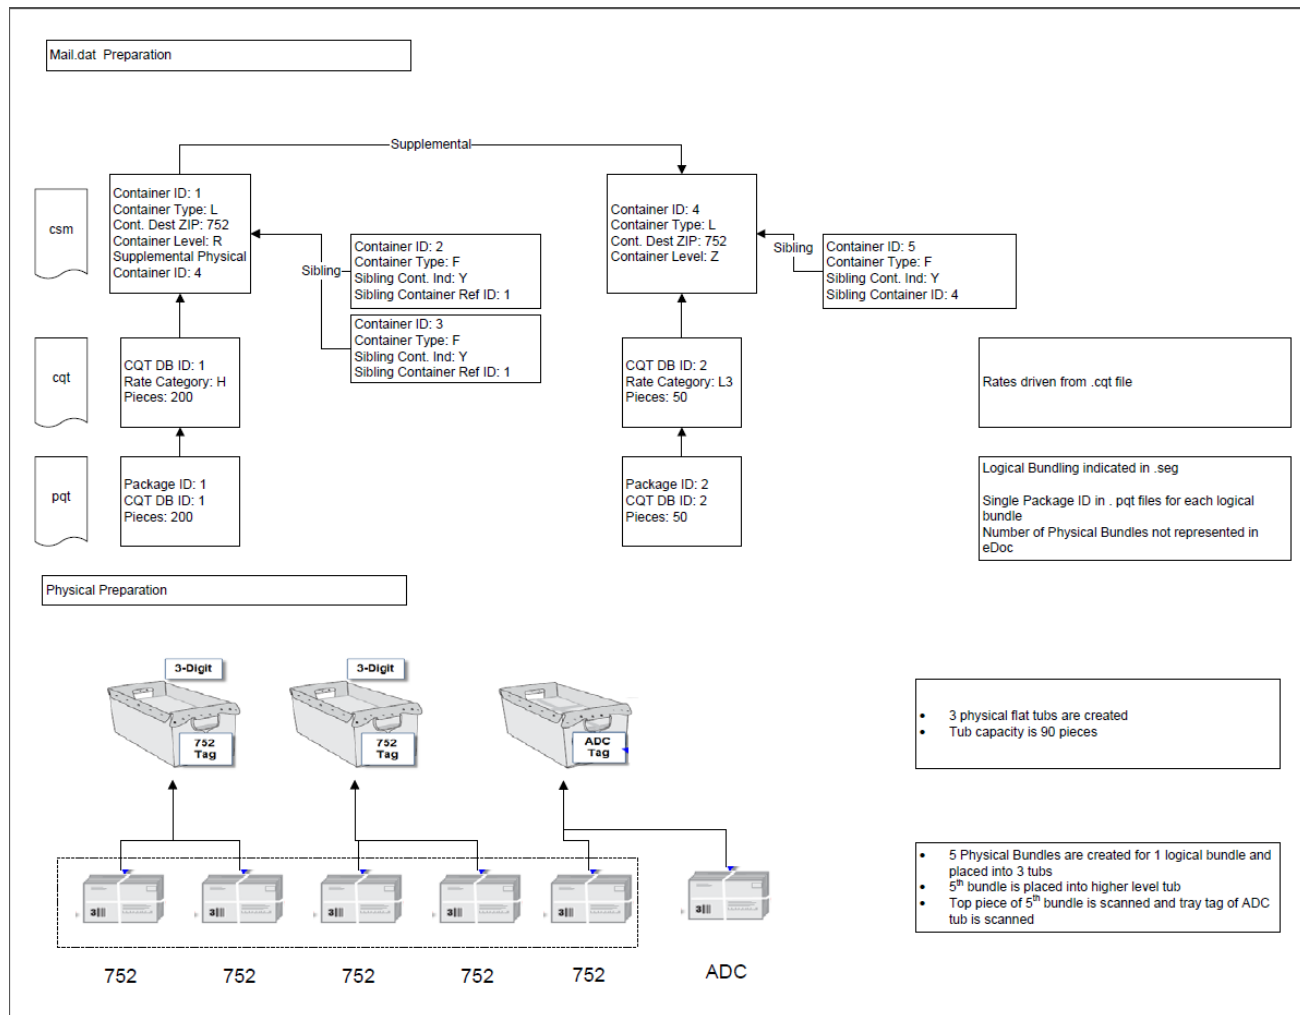 Mail.dat  Preparation
Supplemental
csm
Container ID: 1
Container Type: L
Cont. Dest ZIP: 752
Container Level: R
Supplemental Physical
Container ID: 4
Sibling
Container ID: 2
Container Type: F
Sibling Cont. Ind: Y
Sibling Container Ref ID: 1
Container ID: 3
Container Type: F
Sibling Cont. Ind: Y
Sibling Container Ref ID: 1
Container ID: 4
Container Type: L
Cont. Dest ZIP: 752
Container Level: Z
Sibling
Container ID: 5
Container Type: F
Sibling Cont. Ind: Y
Sibling Container ID: 4
cqt
CQT DB ID: 1
Rate Category: H
Pieces: 200
CQT DB ID: 2
Rate Category: L3
Pieces: 50
Rates driven from .cqt file
pqt
Package ID: 1
CQT DB ID: 1
Pieces: 200
Package ID: 2
CQT DB ID: 2
Pieces: 50
Logical Bundling indicated in .seg
Single Package ID in . pqt files for each logical
bundle
Number of Physical Bundles not represented in
eDoc
Physical Preparation
3-Digit
752
Tag
3-Digit
752
Tag
ADC
Tag
• 3 physical flat tubs are created
• Tub capacity is 90 pieces
3
3
3
3
3
3
• 5 Physical Bundles are created for 1 logical bundle and
placed into 3 tubs
• 5th bundle is placed into higher level tub
• Top piece of 5th bundle is scanned and tray tag of ADC
tub is scanned
752
752
752
752
752
ADC